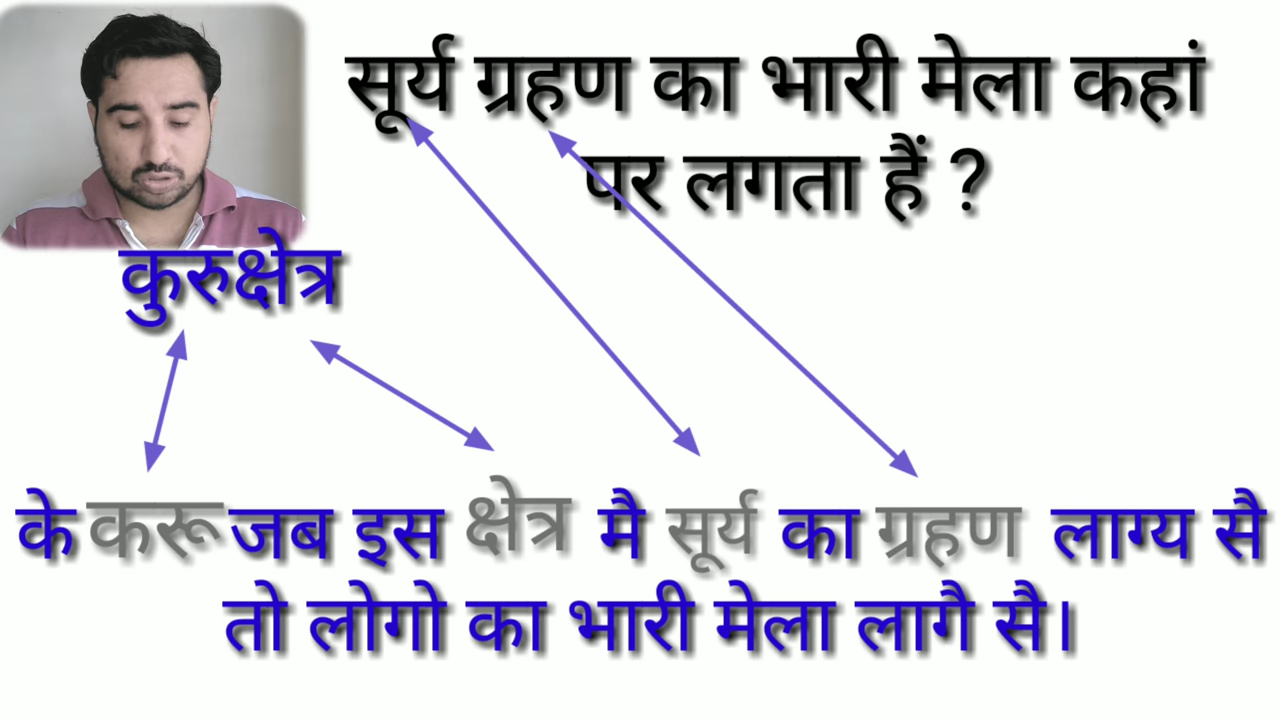 सूर्य ग्रहण का भारी मेला कहां
पर लगता हैं ?
कुरुक्षेत्र
के करू जब इस क्षेत्र मै सूर्य का ग्रहण लाग्य सै
तो लोगो का भारी मेला लागै सै।